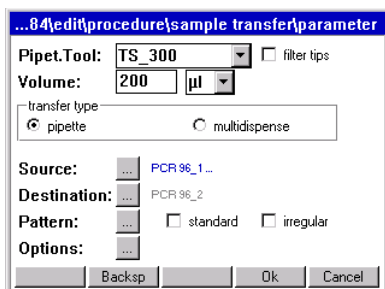 ...84\edit\procedure\sample transfer\parameter
Pipet.Tool: TS_300 filter tips
Volume: 200 µl
transfer type
pipette multidispense
Source: ... PCR 96_1...
Destination: ... PCR 96_2
Pattern: ... standard irregular
Options: ...
Backsp Ok Cancel